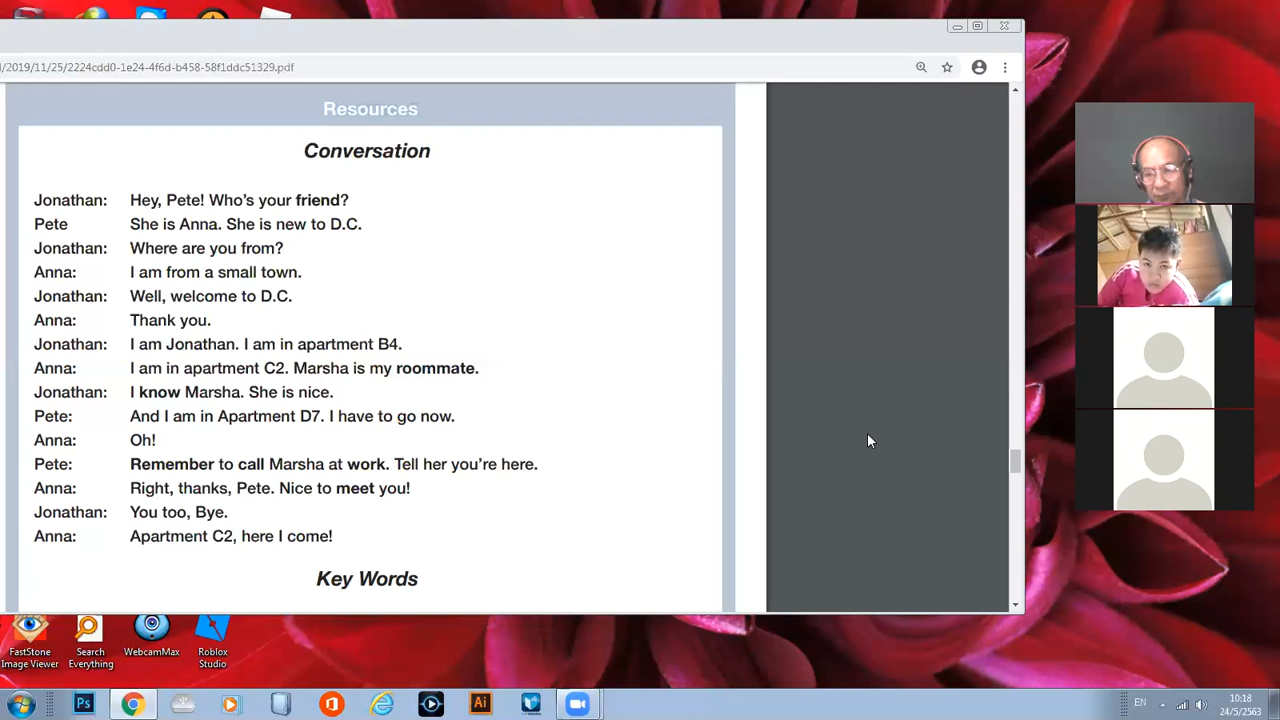 /2019/11/25/2224cdd0-1e24-4f6d-b458-58f1ddc51329.pdf
Resources
Conversation
Jonathan: Hey, Pete! Who's your friend?
Pete She is Anna. She is new to D.C.
Jonathan: Where are you from?
Anna: I am from a small town.
Jonathan: Well, welcome to D.C.
Anna: Thank you.
Jonathan: I am Jonathan. I am in apartment B4.
Anna: I am in apartment C2. Marsha is my roommate.
Jonathan: I know Marsha. She is nice.
Pete: And I am in Apartment D7. I have to go now.
Anna: Oh!
Pete: Remember to call Marsha at work. Tell her you're here.
Anna: Right, thanks, Pete. Nice to meet you!
Jonathan: You too, Bye.
Anna: Apartment C2, here I come!
Key Words
FastStone Image Viewer
Search Everything
WebcamMax
Roblox Studio
Ps
Ai
EN
10:18
24/5/2563